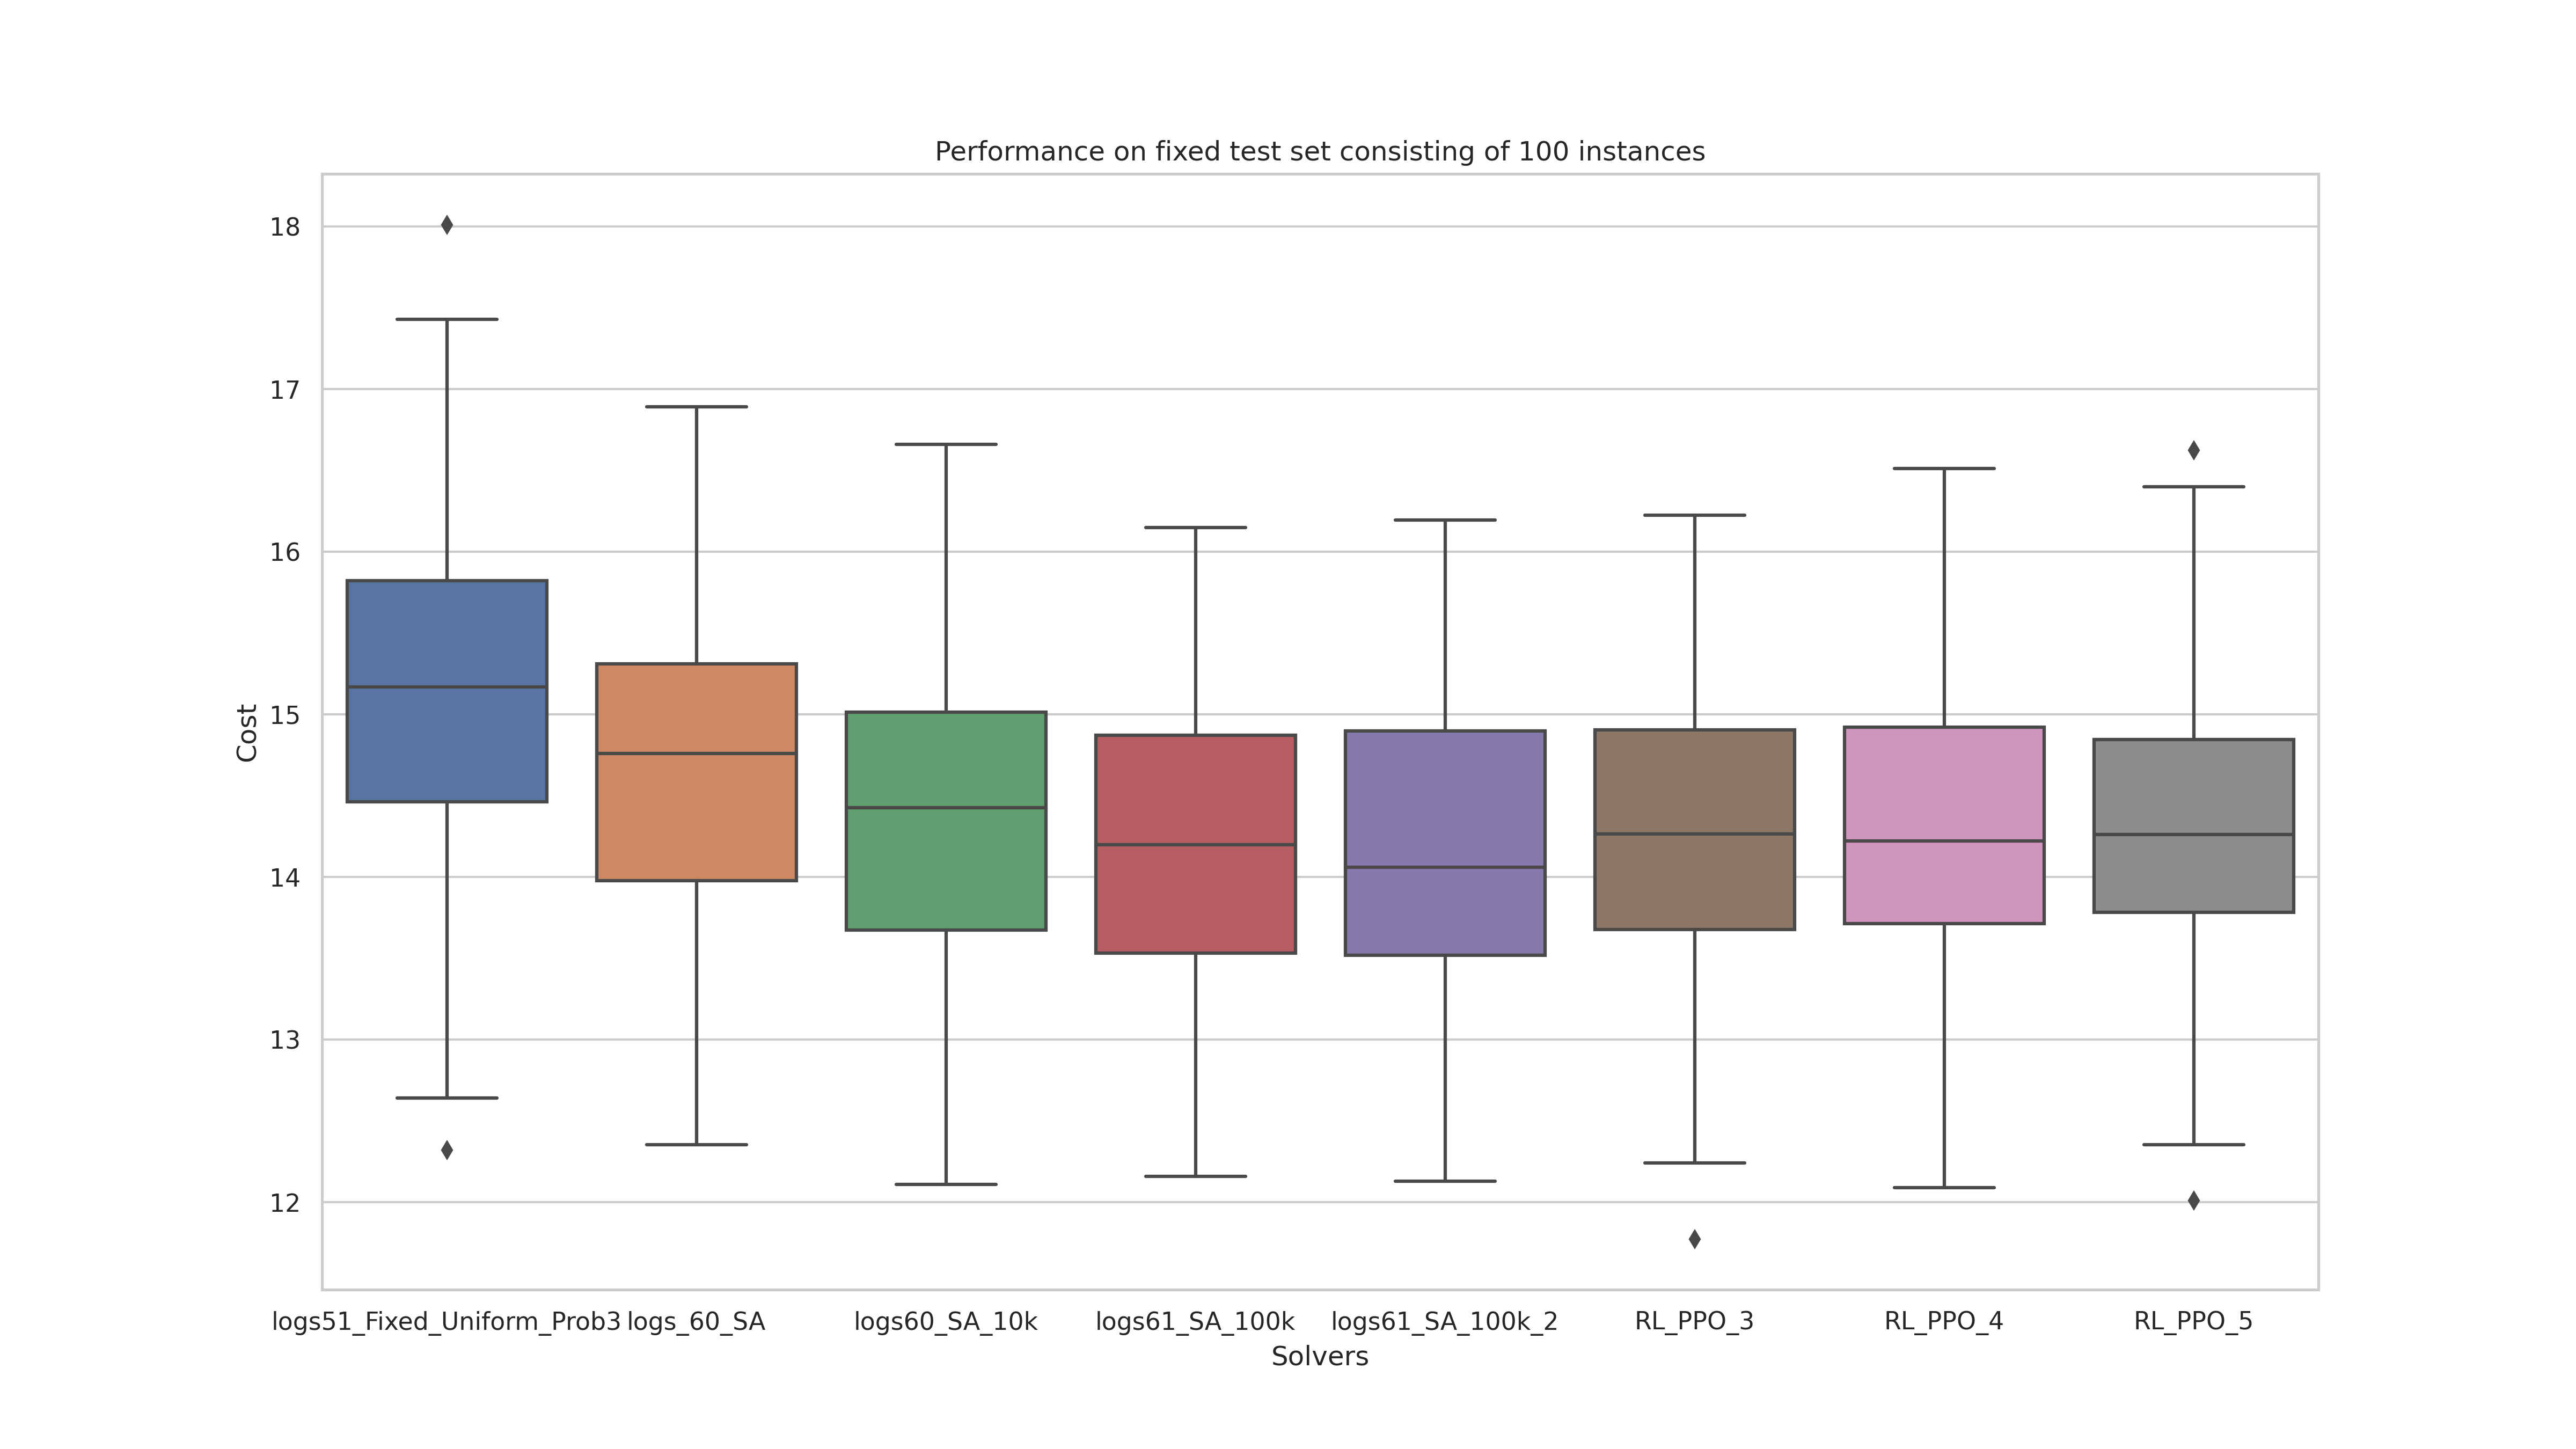 Performance on fixed test set consisting of 100 instances
18
17
16
15
14
13
12
Cost
logs51_Fixed_Uniform_Prob3 logs_60_SA logs60_SA_10k logs61_SA_100k logs61_SA_100k_2 RL_PPO_3 RL_PPO_4 RL_PPO_5
Solvers